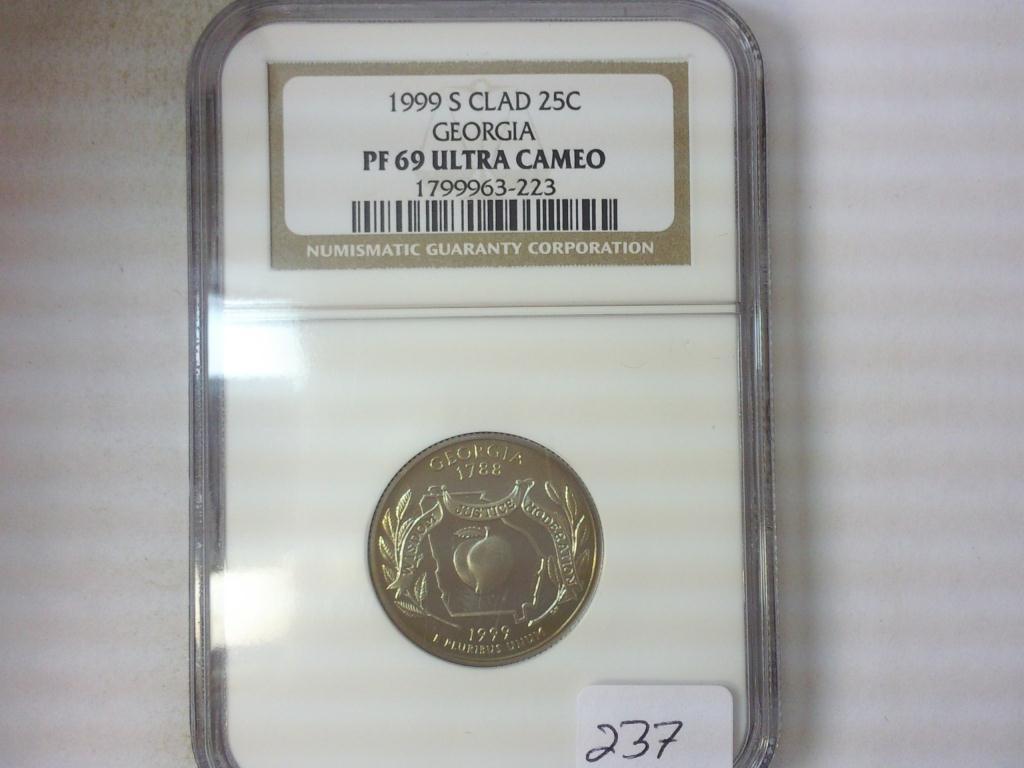 1999 S CLAD 25C
GEORGIA
PF 69 ULTRA CAMEO
1799963-223
NUMISMATIC GUARANTY CORPORATION
GEORGIA
1788
WISDOM JUSTICE MODERATION
1999
E PLURIBUS UNUM
237